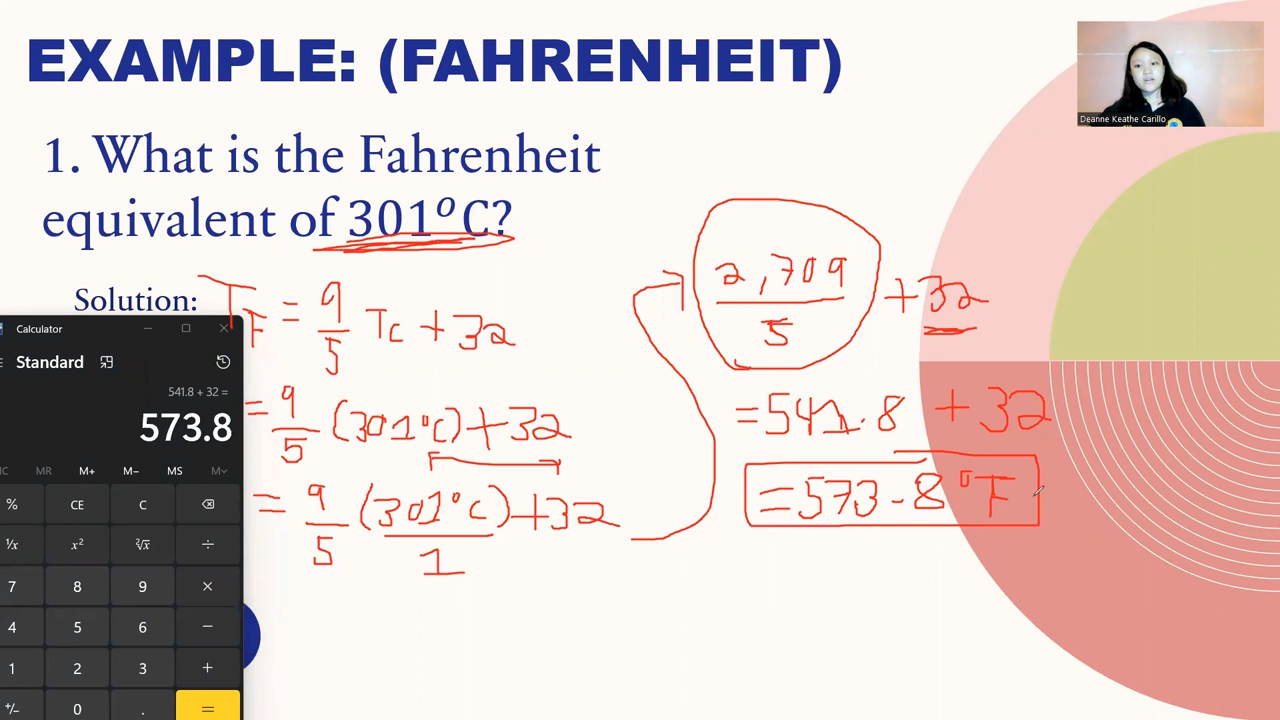 EXAMPLE: (FAHRENHEIT)
Deanne Keathe Carillo
1. What is the Fahrenheit
equivalent of 301°C?
Solution:
T_F = 9/5 Tc + 32
= 9/5 (301°C) + 32
= 9/5 (301°C)/1 + 32
2,709/5 + 32
= 541.8 + 32
= 573.8 °F
Calculator
Standard
541.8 + 32 =
573.8
MR M+ M− MS M˅
% CE C ⌫
¹/x x² ²√x ÷
7 8 9 ×
4 5 6 −
1 2 3 +
+/− 0 . =